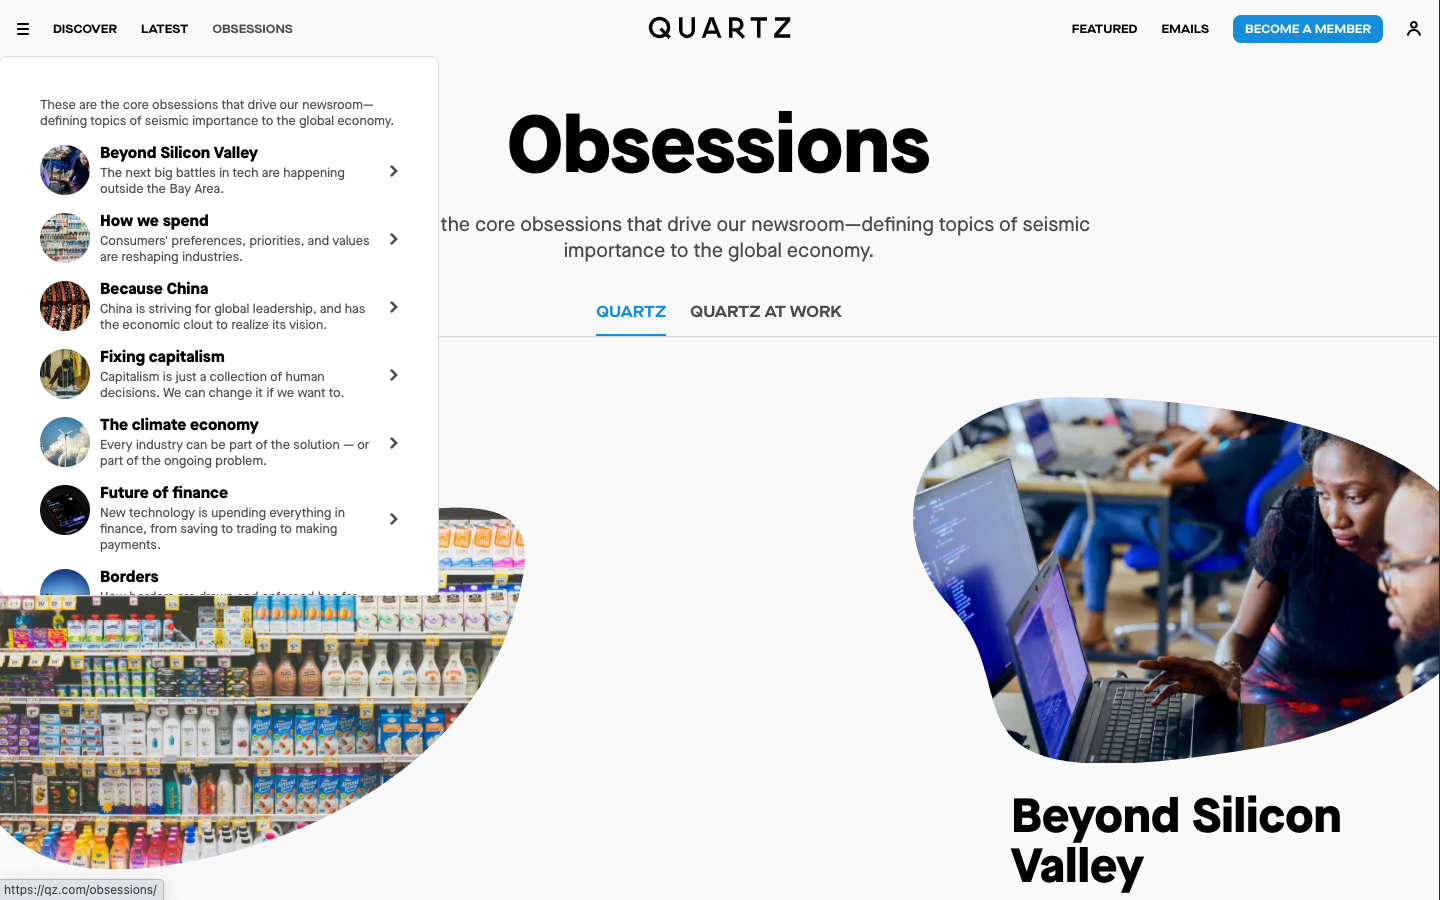 DISCOVER LATEST OBSESSIONS QUARTZ FEATURED EMAILS BECOME A MEMBER
These are the core obsessions that drive our newsroom—
defining topics of seismic importance to the global economy.
Beyond Silicon Valley
The next big battles in tech are happening
outside the Bay Area.
How we spend
Consumers' preferences, priorities, and values
are reshaping industries.
Because China
China is striving for global leadership, and has
the economic clout to realize its vision.
Fixing capitalism
Capitalism is just a collection of human
decisions. We can change it if we want to.
The climate economy
Every industry can be part of the solution — or
part of the ongoing problem.
Future of finance
New technology is upending everything in
finance, from saving to trading to making
payments.
Borders
Obsessions
the core obsessions that drive our newsroom—defining topics of seismic
importance to the global economy.
QUARTZ QUARTZ AT WORK
Beyond Silicon
Valley
https://qz.com/obsessions/